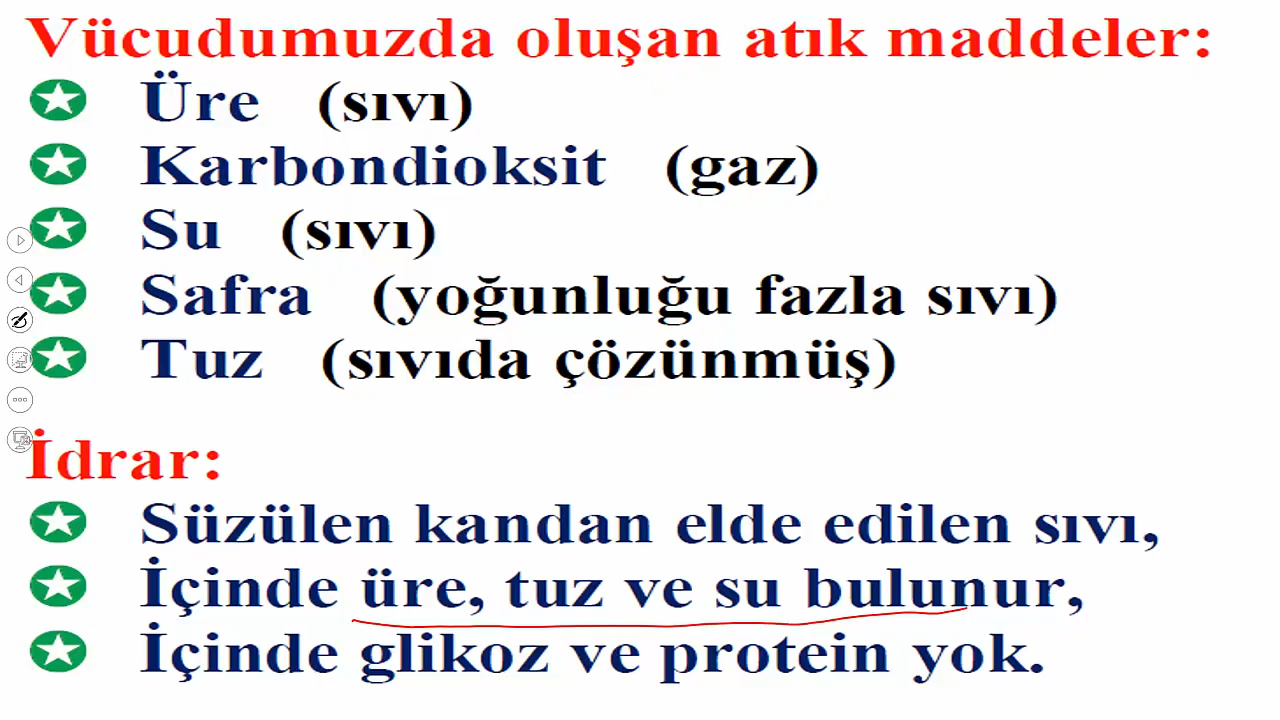 Vücudumuzda oluşan atık maddeler:
Üre (sıvı)
Karbondioksit (gaz)
Su (sıvı)
Safra (yoğunluğu fazla sıvı)
Tuz (sıvıda çözünmüş)
İdrar:
Süzülen kandan elde edilen sıvı,
İçinde üre, tuz ve su bulunur,
İçinde glikoz ve protein yok.